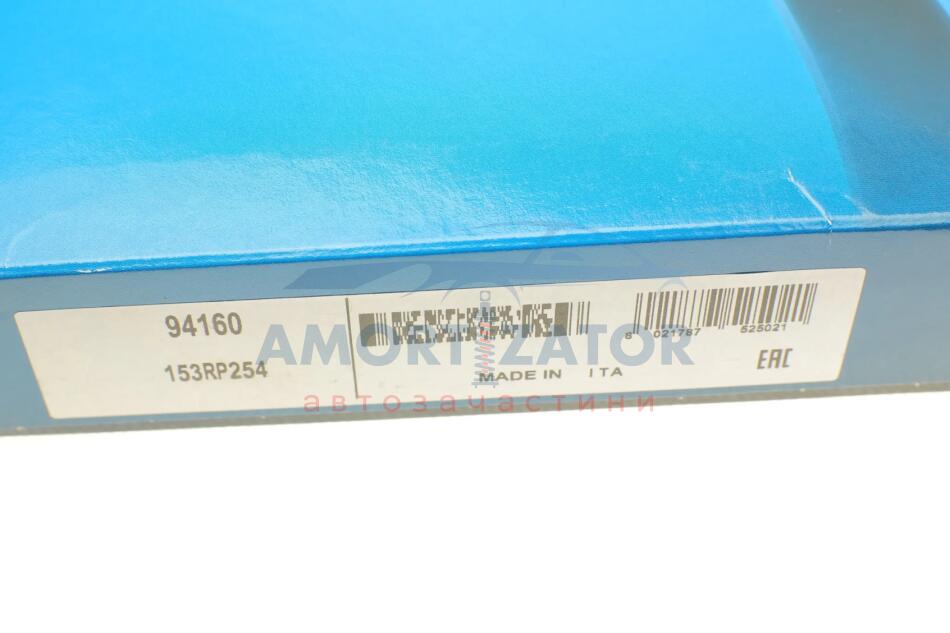 94160
153RP254
8 021787 525021
MADE IN ITA
EAC
AMORTIZATOR
автозачастини